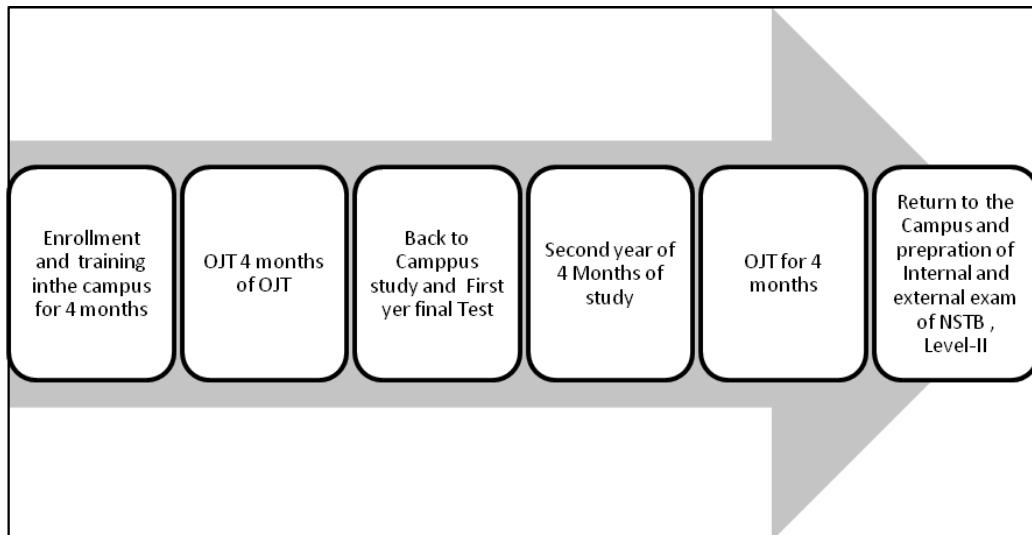 Enrollment
and training
inthe campus
for 4 months
OJT 4 months
of OJT
Back to
Camppus
study and First
yer final Test
Second year of
4 Months of
study
OJT for 4
months
Return to the
Campus and
prepration of
Internal and
external exam
of NSTB ,
Level-II